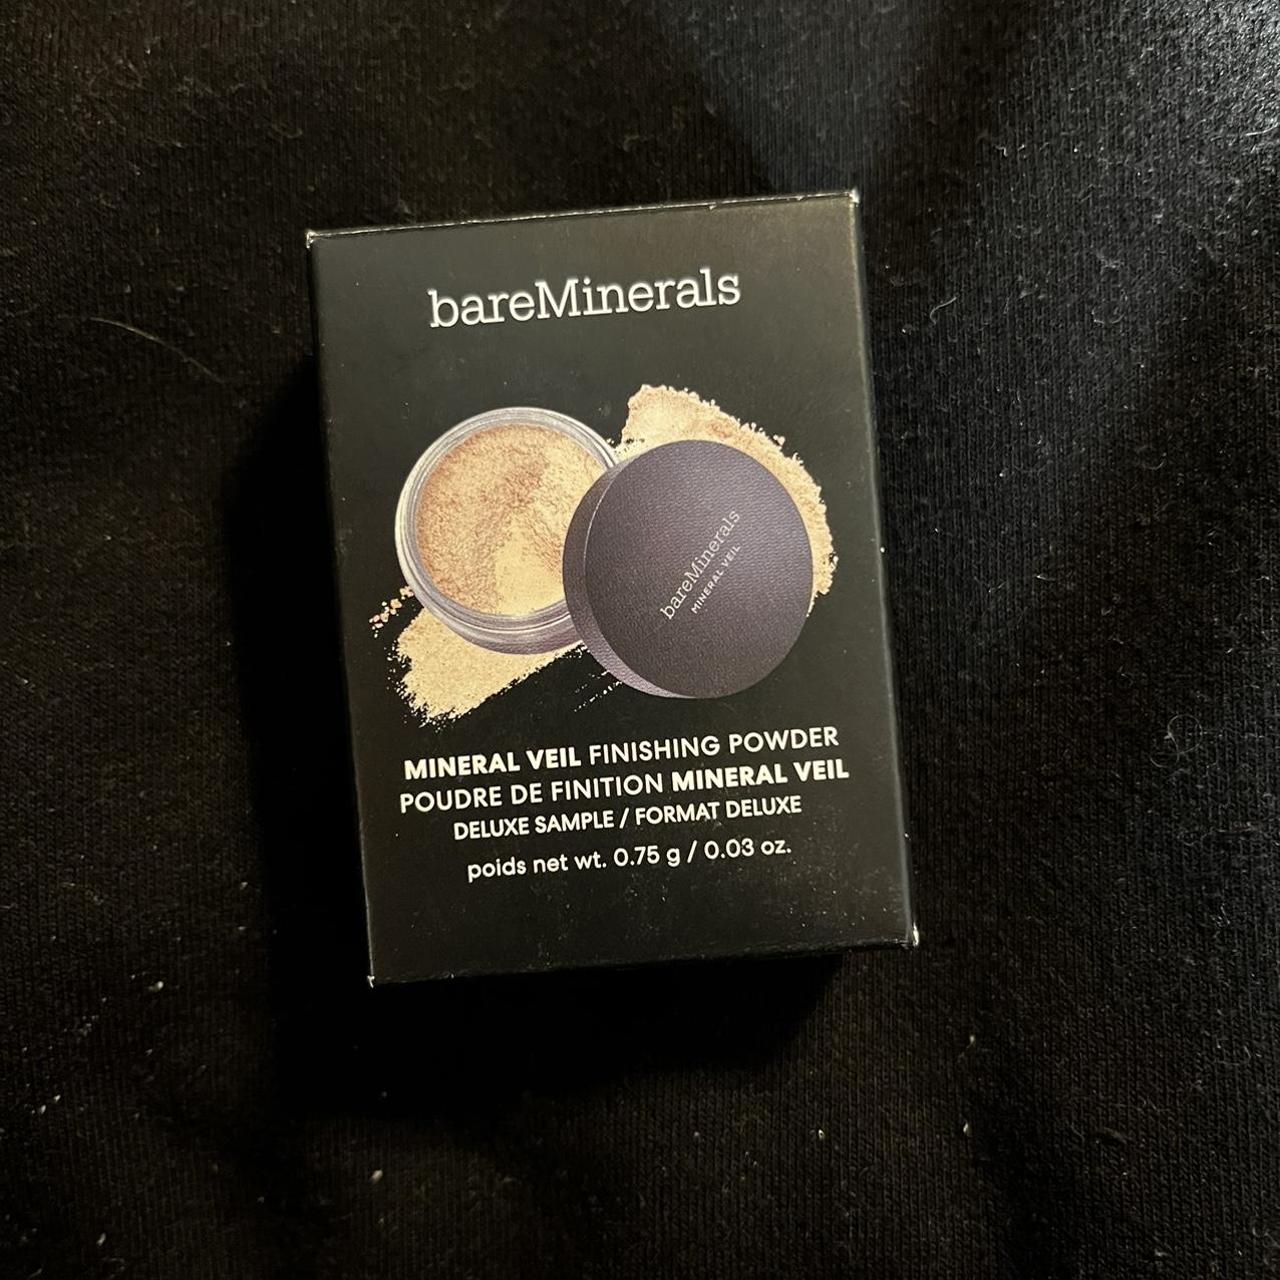 bareMinerals
bareMinerals
MINERAL VEIL
MINERAL VEIL FINISHING POWDER
POUDRE DE FINITION MINERAL VEIL
DELUXE SAMPLE / FORMAT DELUXE
poids net wt. 0.75 g / 0.03 oz.